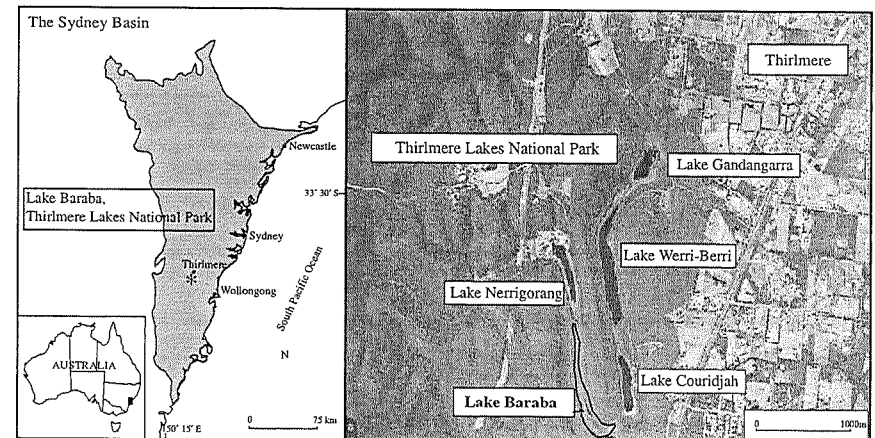 The Sydney Basin
Newcastle
33° 30' S
Lake Baraba,
Thirlmere Lakes National Park
Sydney
Thirlmere
Wollongong
South Pacific Ocean
N
AUSTRALIA
150° 15' E
0 75 km
Thirlmere
Thirlmere Lakes National Park
Lake Gandangarra
Lake Werri-Berri
Lake Nerrigorang
Lake Couridjah
Lake Baraba
0 1000m